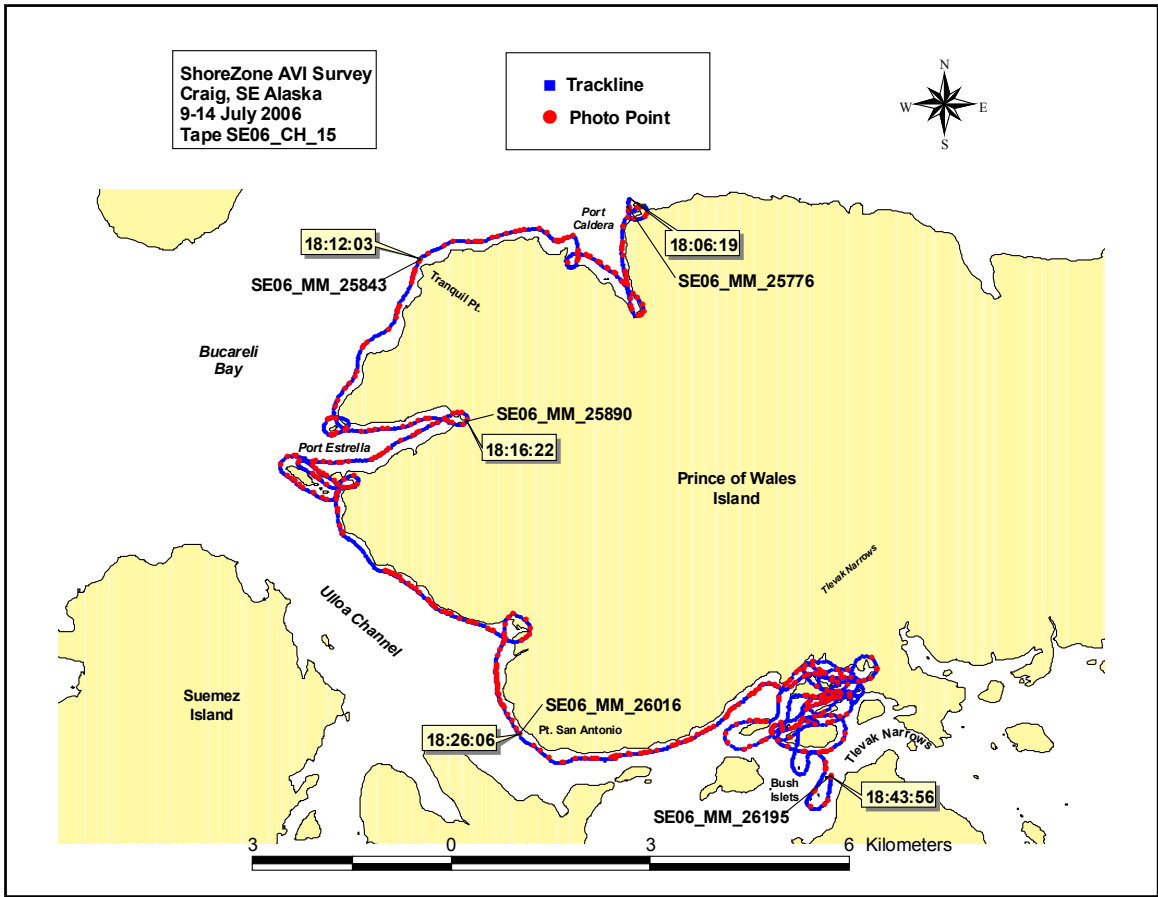 ShoreZone AVI Survey
Craig, SE Alaska
9-14 July 2006
Tape SE06_CH_15
Trackline
Photo Point
N
W
E
S
Port
Caldera
18:12:03
18:06:19
SE06_MM_25843
SE06_MM_25776
Tranquil Pt.
Bucareli
Bay
SE06_MM_25890
Port Estrella
18:16:22
Prince of Wales
Island
Tlevak Narrows
Ulloa Channel
Suemez
Island
SE06_MM_26016
Pt. San Antonio
18:26:06
Tlevak Narrows
Bush
Islets
18:43:56
SE06_MM_26195
3
0
3
6
Kilometers